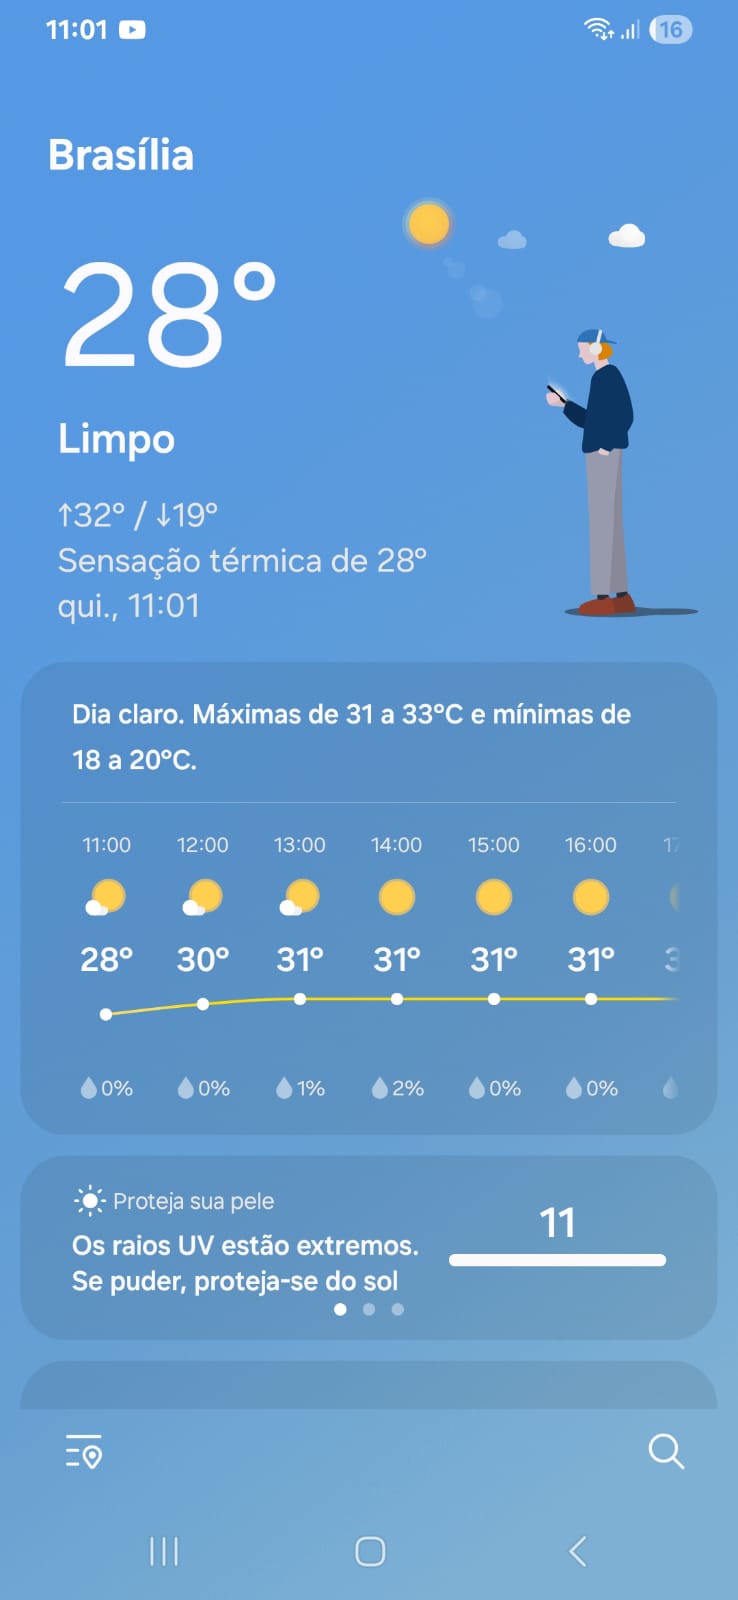 11:01
16
Brasília
28°
Limpo
↑32° / ↓19°
Sensação térmica de 28°
qui., 11:01
Dia claro. Máximas de 31 a 33°C e mínimas de
18 a 20°C.
11:00 12:00 13:00 14:00 15:00 16:00
28° 30° 31° 31° 31° 31°
0% 0% 1% 2% 0% 0%
Proteja sua pele
Os raios UV estão extremos.
Se puder, proteja-se do sol
11